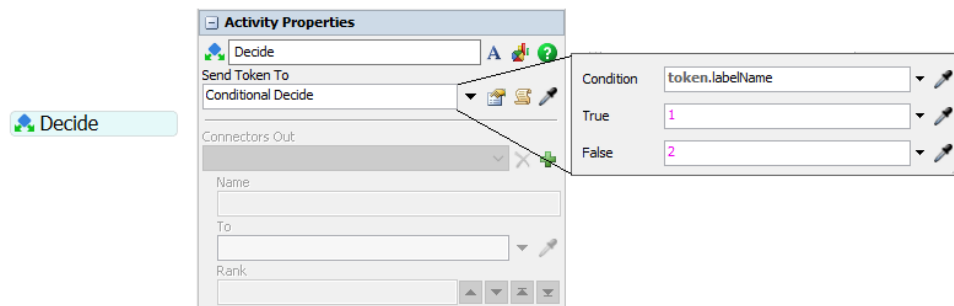 Activity Properties
Decide
A
?
Send Token To
Conditional Decide
Connectors Out
Name
To
Rank
Decide
Condition
token.labelName
True
1
False
2